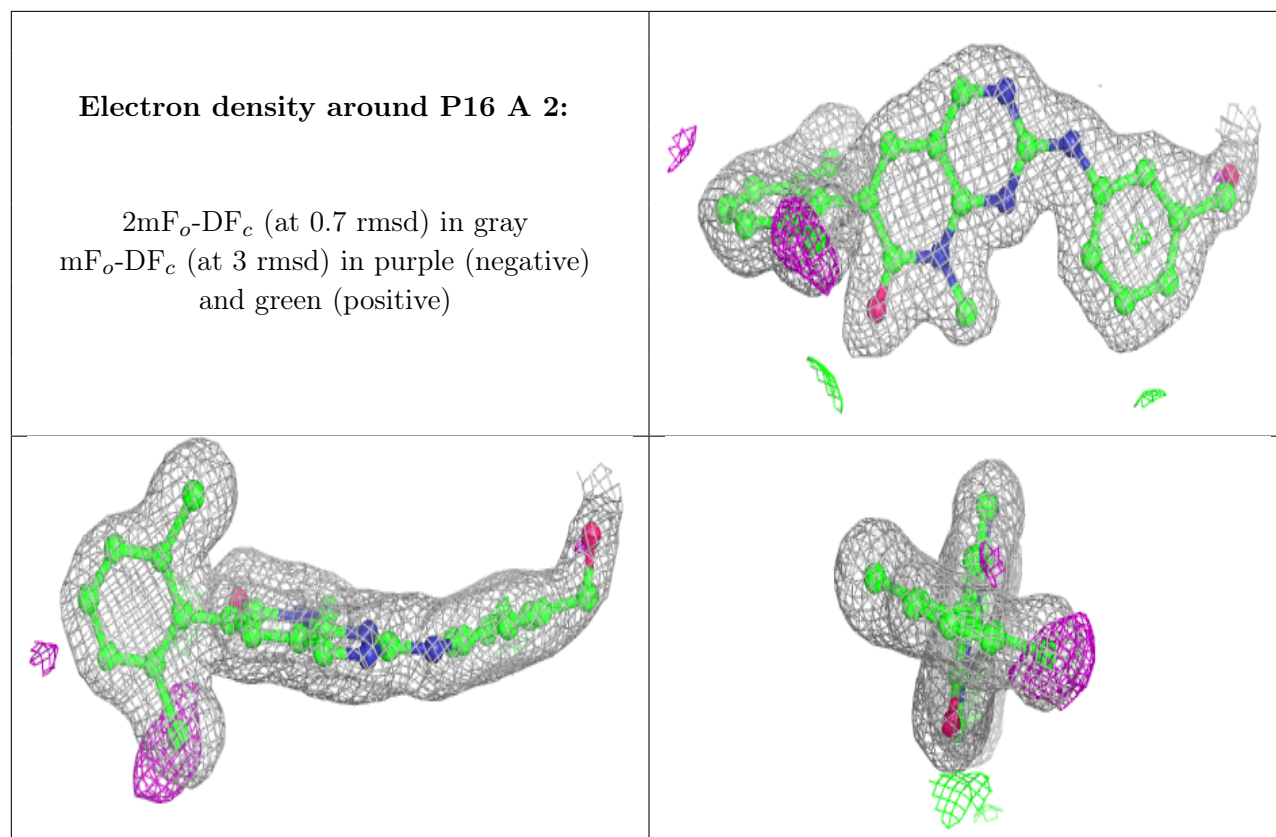 Electron density around P16 A 2:
2mFₒ-DF𝒸 (at 0.7 rmsd) in gray
mFₒ-DF𝒸 (at 3 rmsd) in purple (negative)
and green (positive)